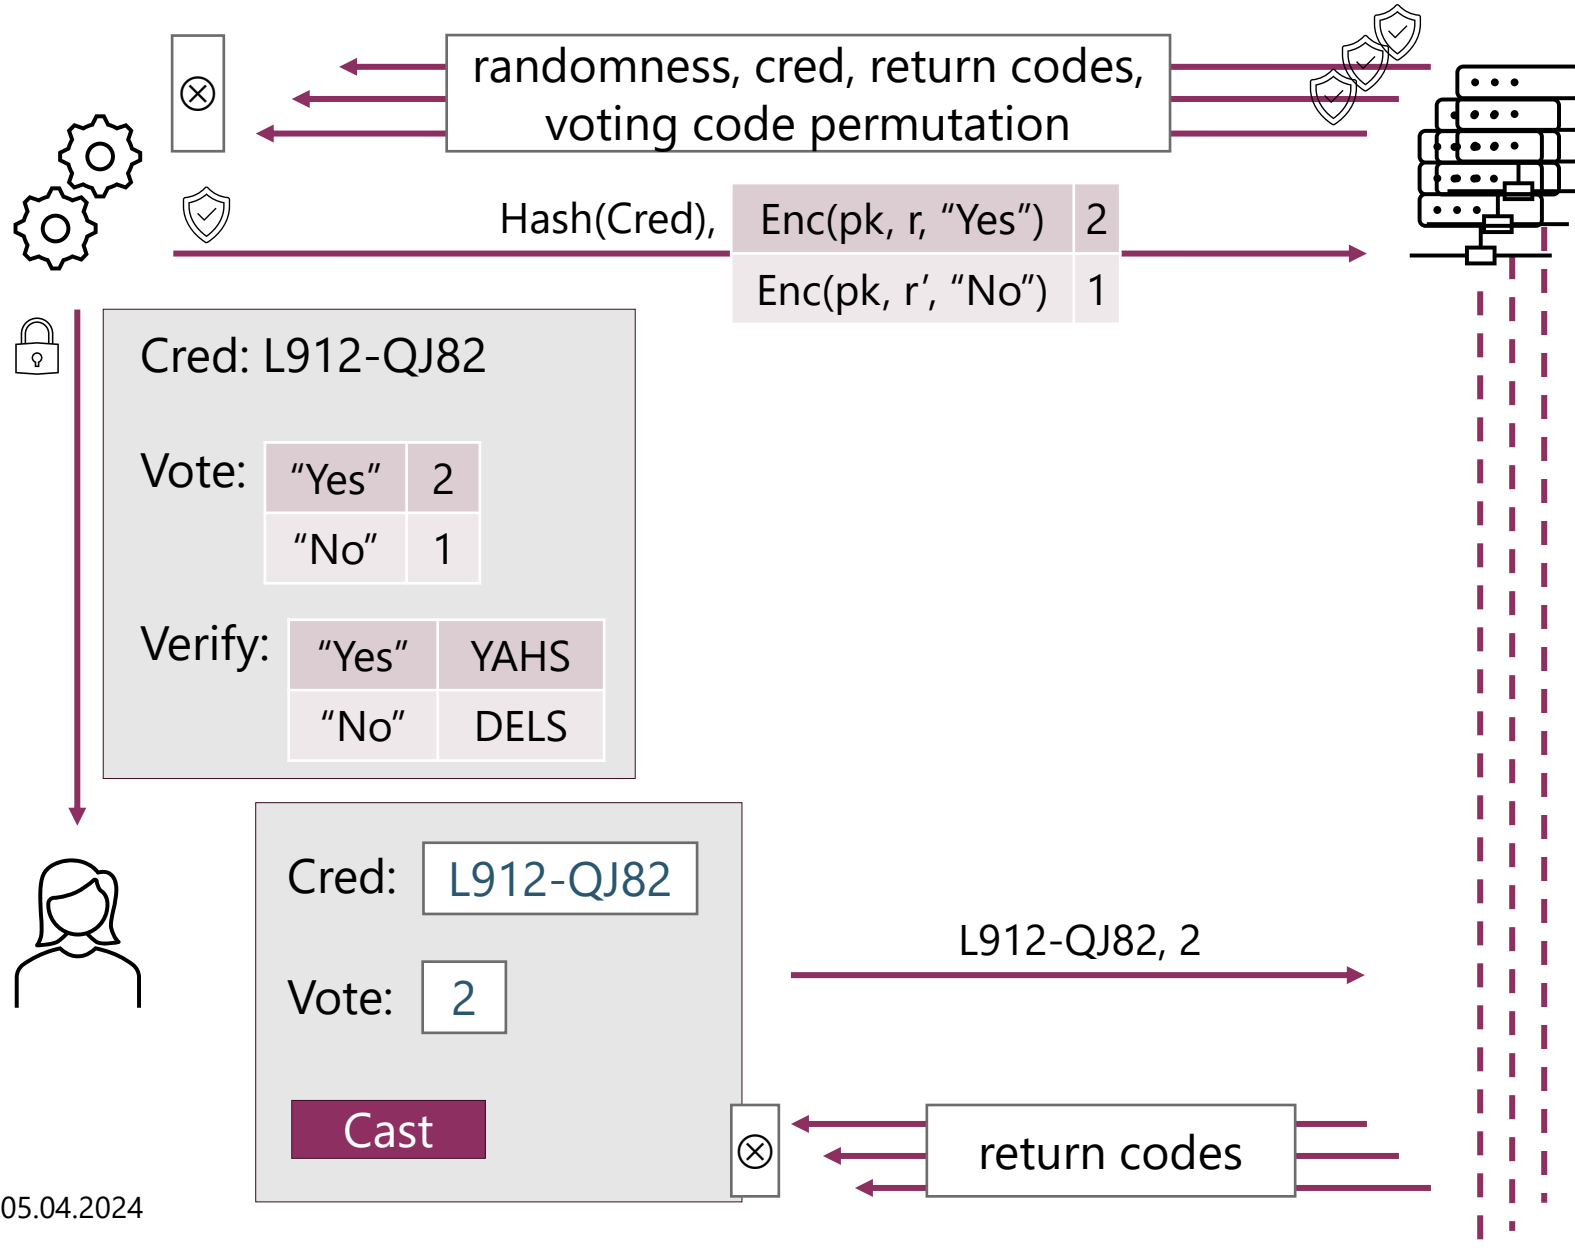 randomness, cred, return codes,
voting code permutation
Hash(Cred),
Enc(pk, r, “Yes”) 2
Enc(pk, r’, “No”) 1
Cred: L912-QJ82
Vote:
“Yes” 2
“No” 1
Verify:
“Yes” YAHS
“No” DELS
Cred: L912-QJ82
Vote: 2
Cast
L912-QJ82, 2
return codes
05.04.2024